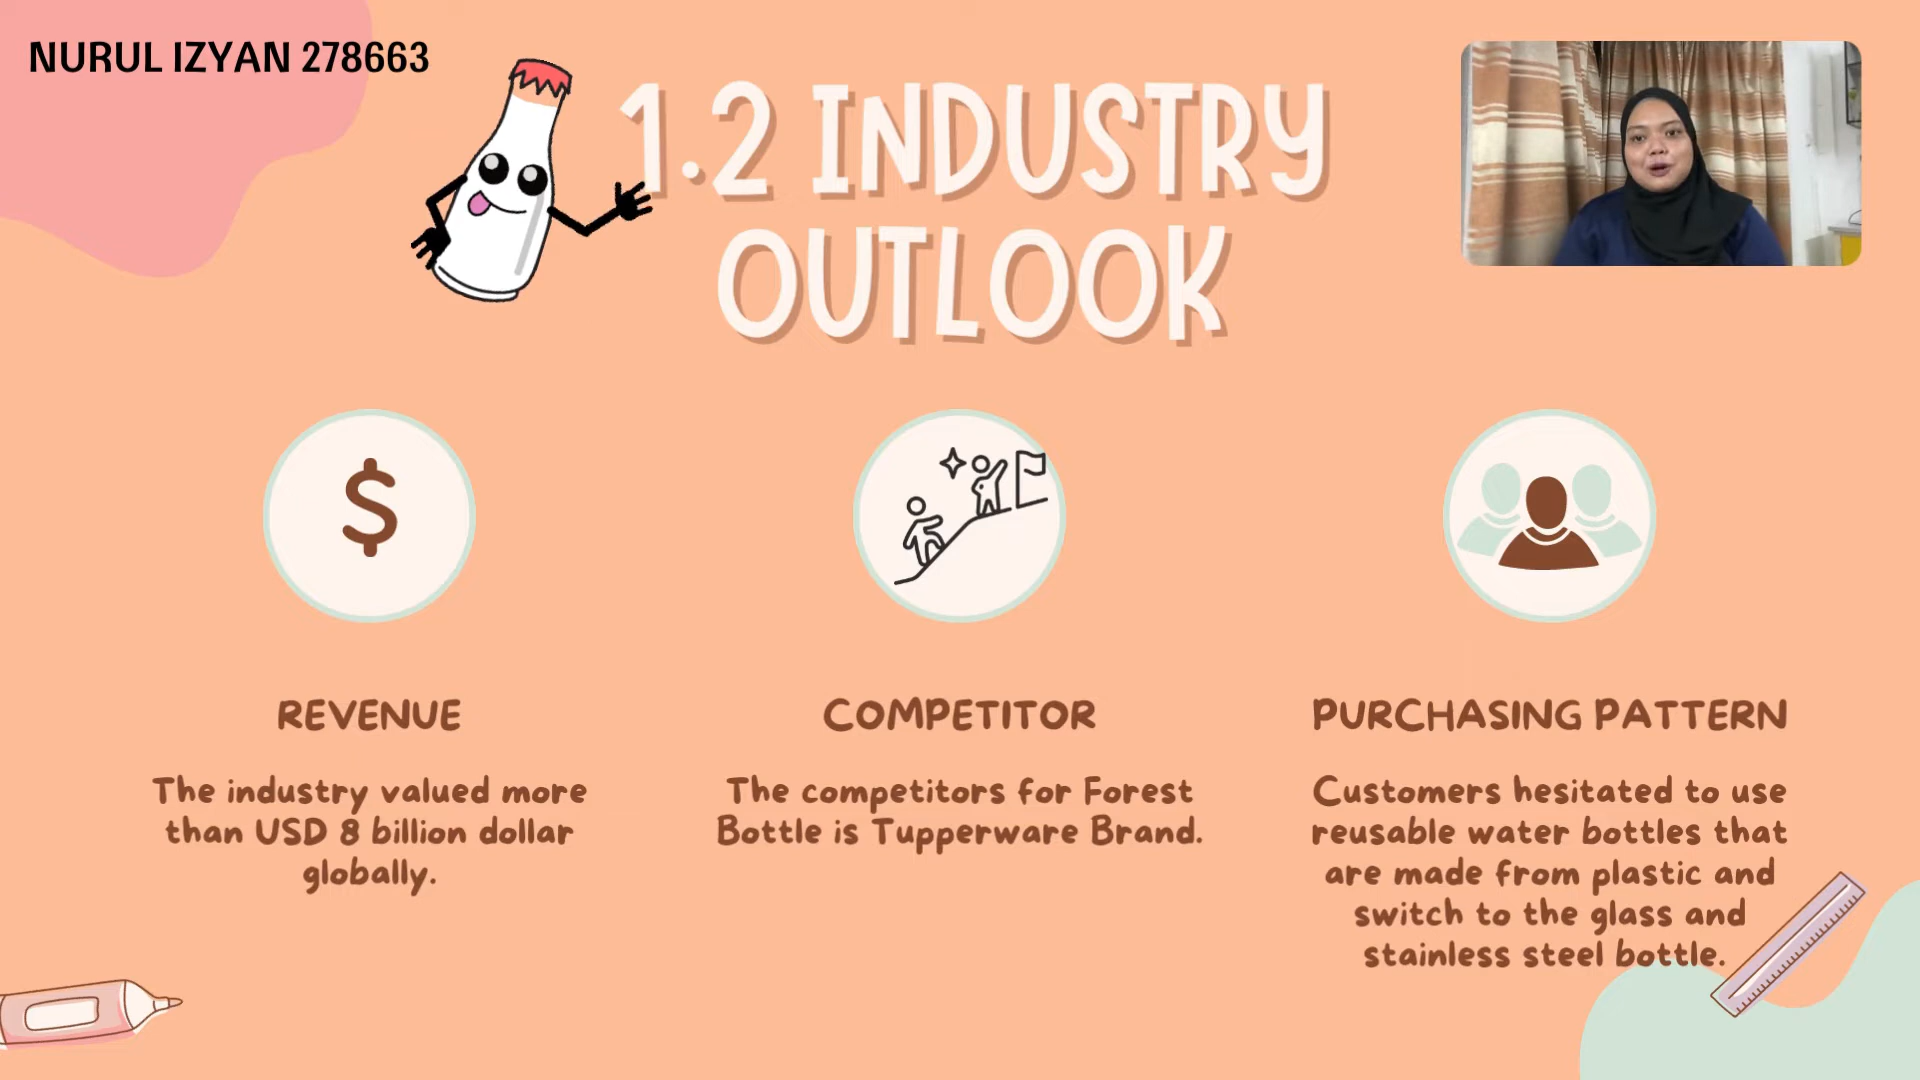 NURUL IZYAN 278663
1.2 INDUSTRY
OUTLOOK
REVENUE
The industry valued more
than USD 8 billion dollar
globally.
COMPETITOR
The competitors for Forest
Bottle is Tupperware Brand.
PURCHASING PATTERN
Customers hesitated to use
reusable water bottles that
are made from plastic and
switch to the glass and
stainless steel bottle.